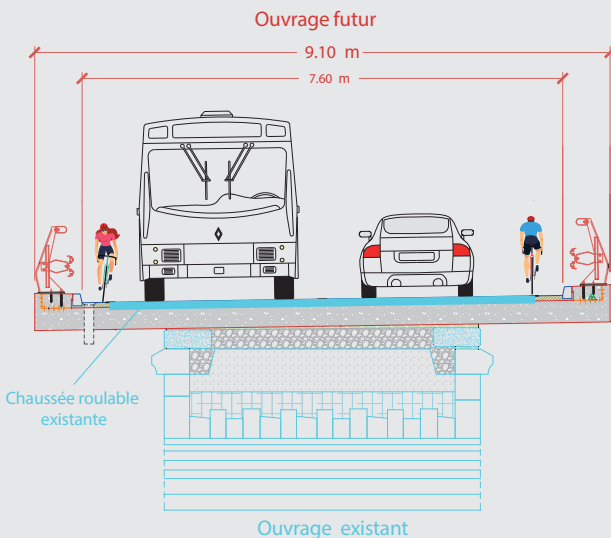 Ouvrage futur
9.10 m
7.60 m
Chaussée roulable
existante
Ouvrage existant